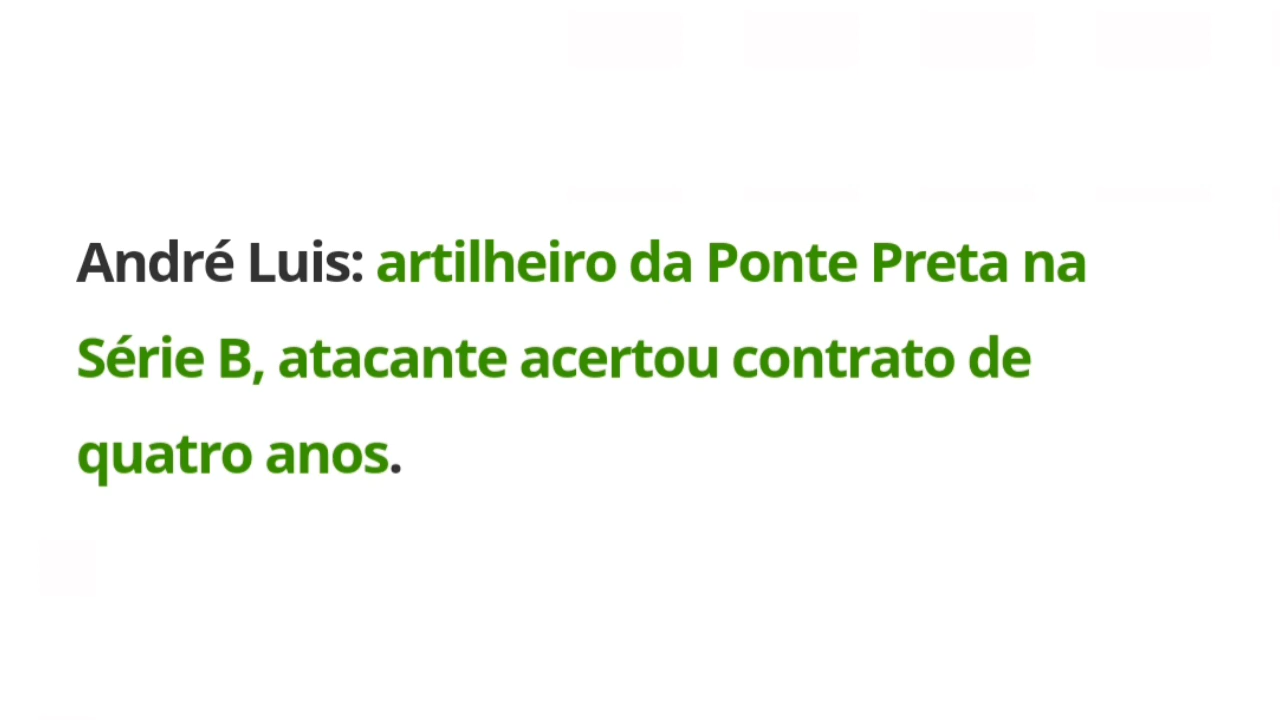 André Luis: artilheiro da Ponte Preta na
Série B, atacante acertou contrato de
quatro anos.